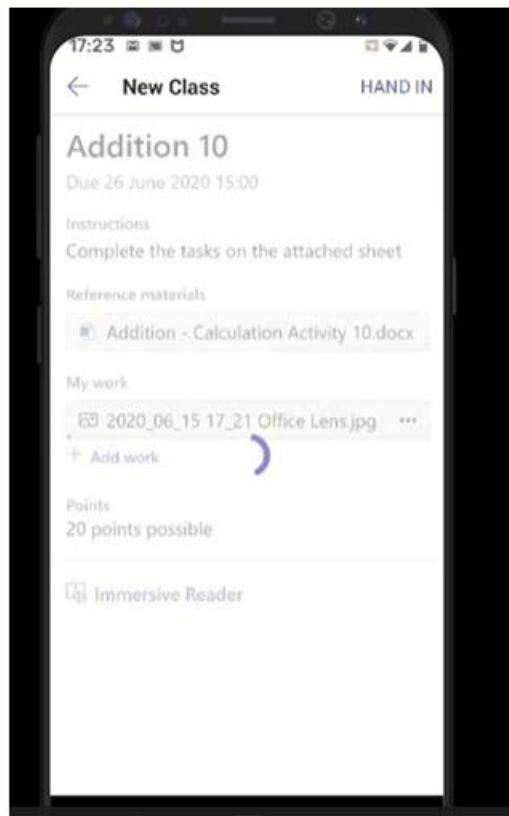 17:23
New Class HAND IN
Addition 10
Due 26 June 2020 15:00
Instructions
Complete the tasks on the attached sheet
Reference materials
Addition - Calculation Activity 10.docx
My work
2020_06_15 17_21 Office Lens.jpg ...
+ Add work
Points
20 points possible
Immersive Reader